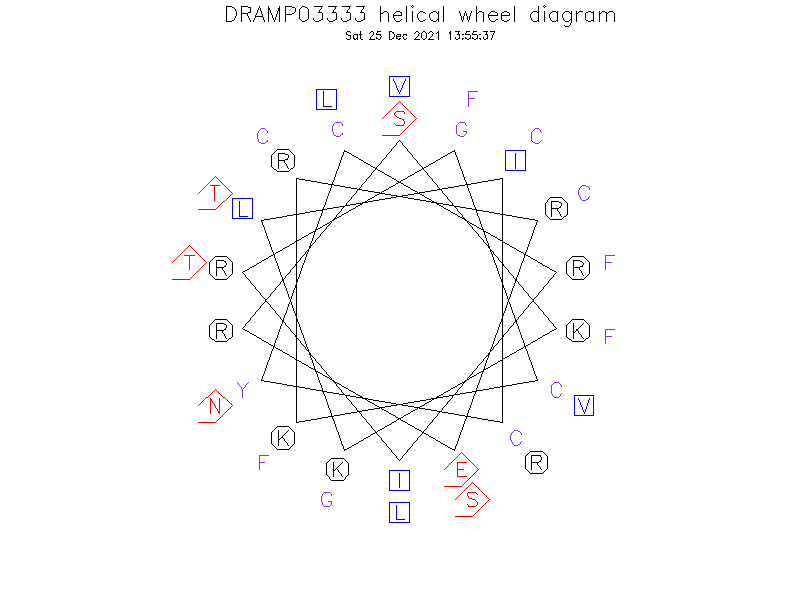 DRAMP03333 helical wheel diagram
Sat 25 Dec 2021 13:55:37
V
L F
S
C G
C C
R I
T C
L R
T R R F
R K F
Y C
N V
K C
F R
K E
I
G S
L